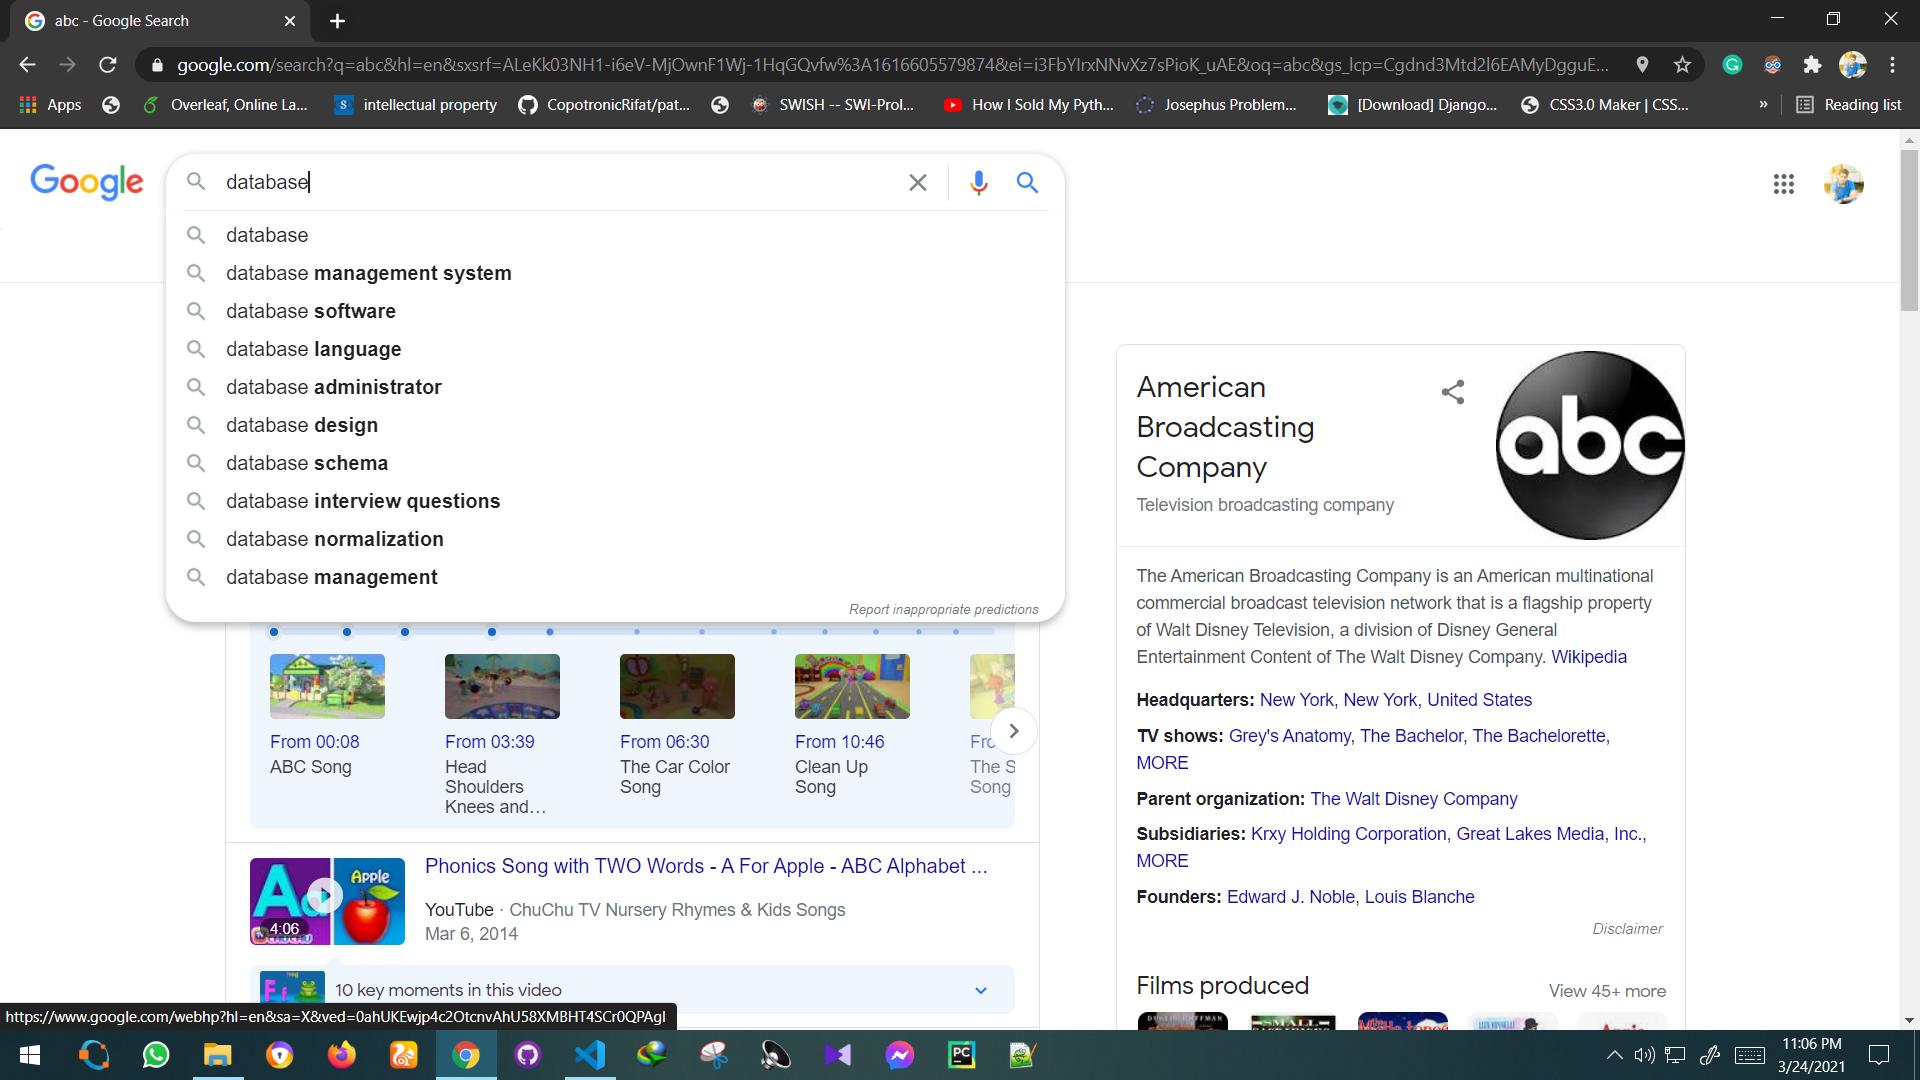 abc - Google Search
google.com/search?q=abc&hl=en&sxsrf=ALeKk03NH1-i6eV-MjOwnF1Wj-1HqGQvfw%3A1616605579874&ei=i3FbYIrxNNvXz7sPioK_uAE&oq=abc&gs_lcp=Cgdnd3Mtd2l6EAMyDgguE...
Apps
Overleaf, Online La...
intellectual property
CopotronicRifat/pat...
SWISH -- SWI-Prol...
How I Sold My Pyth...
Josephus Problem...
[Download] Django...
CSS3.0 Maker | CSS...
»
Reading list
Google
database
database
database management system
database software
database language
database administrator
database design
database schema
database interview questions
database normalization
database management
Report inappropriate predictions
From 00:08
ABC Song
From 03:39
Head
Shoulders
Knees and...
From 06:30
The Car Color
Song
From 10:46
Clean Up
Song
The S
Song
Phonics Song with TWO Words - A For Apple - ABC Alphabet ...
YouTube · ChuChu TV Nursery Rhymes & Kids Songs
Mar 6, 2014
Apple
4:06
10 key moments in this video
https://www.google.com/webhp?hl=en&sa=X&ved=0ahUKEwjp4c2OtcnvAhU58XMBHT4SCr0QPAgI
American
Broadcasting
Company
Television broadcasting company
abc
The American Broadcasting Company is an American multinational
commercial broadcast television network that is a flagship property
of Walt Disney Television, a division of Disney General
Entertainment Content of The Walt Disney Company. Wikipedia
Headquarters: New York, New York, United States
TV shows: Grey's Anatomy, The Bachelor, The Bachelorette,
MORE
Parent organization: The Walt Disney Company
Subsidiaries: Krxy Holding Corporation, Great Lakes Media, Inc.,
MORE
Founders: Edward J. Noble, Louis Blanche
Disclaimer
Films produced
View 45+ more
11:06 PM
3/24/2021